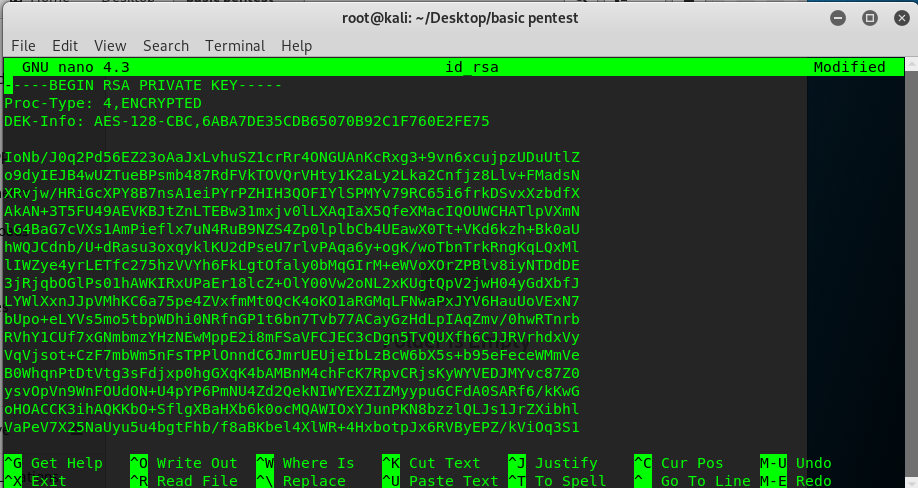 root@kali: ~/Desktop/basic pentest
File Edit View Search Terminal Help
GNU nano 4.3 id_rsa Modified
-----BEGIN RSA PRIVATE KEY-----
Proc-Type: 4,ENCRYPTED
DEK-Info: AES-128-CBC,6ABA7DE35CDB65070B92C1F760E2FE75
IoNb/J0q2Pd56EZ23oAaJxLvhuSZ1crRr4ONGUAnKcRxg3+9vn6xcujpzUDuUtlZ
o9dyIEJB4wUZTueBPsmb487RdFVkTOVQrVHty1K2aLy2Lka2Cnfjz8Llv+FMadsN
XRvjw/HRiGcXPY8B7nsA1eiPYrPZHIH3QOFIYlSPMYv79RC65i6frkDSvxXzbdfX
AkAN+3T5FU49AEVKBJtZnLTEBw31mxjv0lLXAqIaX5QfeXMacIQOUWCHATlpVXmN
lG4BaG7cVXs1AmPieflx7uN4RuB9NZS4Zp0lplbCb4UEawX0Tt+VKd6kzh+Bk0aU
hWQJCdnb/U+dRasu3oxqyklKU2dPseU7rlvPAqa6y+ogK/woTbnTrkRngKqLQxMl
lIWZye4yrLETfc275hzVVYh6FkLgtOfaly0bMqGIrM+eWVoXOrZPBlv8iyNTDdDE
3jRjqbOGlPs01hAWKIRxUPaEr18lcZ+OlY00Vw2oNL2xKUgtQpV2jwH04yGdXbfJ
LYWlXxnJJpVMhKC6a75pe4ZVxfmMt0QcK4oKO1aRGMqLFNwaPxJYV6HauUoVExN7
bUpo+eLYVs5mo5tbpWDhi0NRfnGP1t6bn7Tvb77ACayGzHdLpIAqZmv/0hwRTnrb
RVhY1CUf7xGNmbmzYHzNEwMppE2i8mFSaVFCJEC3cDgn5TvQUXfh6CJJRVrhdxVy
VqVjsot+CzF7mbWm5nFsTPPlOnndC6JmrUEUjeIbLzBcW6bX5s+b95eFeceWMmVe
B0WhqnPtDtVtg3sFdjxp0hgGXqK4bAMBnM4chFcK7RpvCRjsKyWYVEDJMYvc87Z0
ysvOpVn9WnFOUdON+U4pYP6PmNU4Zd2QekNIWYEXZIZMyypuGCFdA0SARf6/kKwG
oHOACCK3ihAQKKbO+SflgXBaHXb6k0ocMQAWIOxYJunPKN8bzzlQLJs1JrZXibhl
VaPeV7X25NaUyu5u4bgtFhb/f8aBKbel4XlWR+4HxbotpJx6RVByEPZ/kViOq3S1
^G Get Help ^O Write Out ^W Where Is ^K Cut Text ^J Justify ^C Cur Pos M-U Undo
^X Exit ^R Read File ^\ Replace ^U Paste Text ^T To Spell ^_ Go To Line M-E Redo